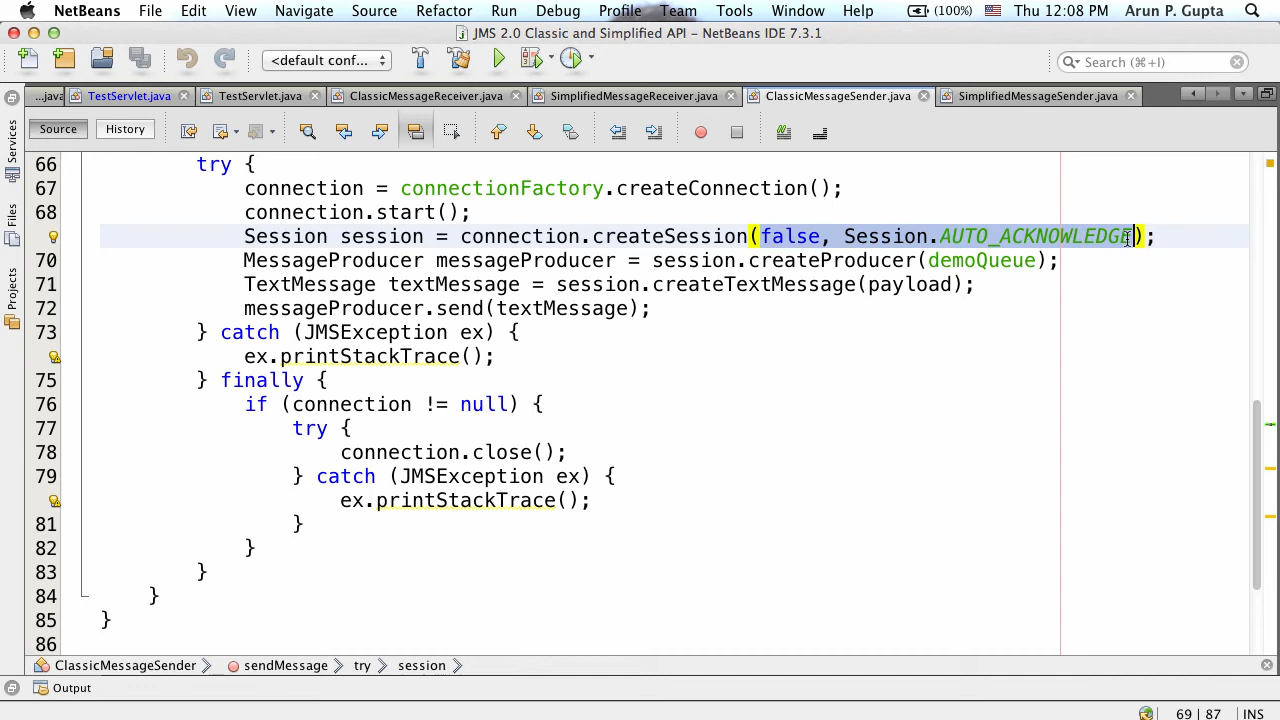 NetBeans File Edit View Navigate Source Refactor Run Debug Profile Team Tools Window Help (100%) Thu 12:08 PM Arun P. Gupta
JMS 2.0 Classic and Simplified API - NetBeans IDE 7.3.1
<default conf... Search (⌘+I)
...java TestServlet.java TestServlet.java ClassicMessageReceiver.java SimplifiedMessageReceiver.java ClassicMessageSender.java SimplifiedMessageSender.java
Source History
Services
Files
Projects
66 try {
67 connection = connectionFactory.createConnection();
68 connection.start();
Session session = connection.createSession(false, Session.AUTO_ACKNOWLEDGE);
70 MessageProducer messageProducer = session.createProducer(demoQueue);
71 TextMessage textMessage = session.createTextMessage(payload);
72 messageProducer.send(textMessage);
73 } catch (JMSException ex) {
ex.printStackTrace();
75 } finally {
76 if (connection != null) {
77 try {
78 connection.close();
79 } catch (JMSException ex) {
ex.printStackTrace();
81 }
82 }
83 }
84 }
85 }
86
ClassicMessageSender sendMessage try session
Output
69 | 87 INS